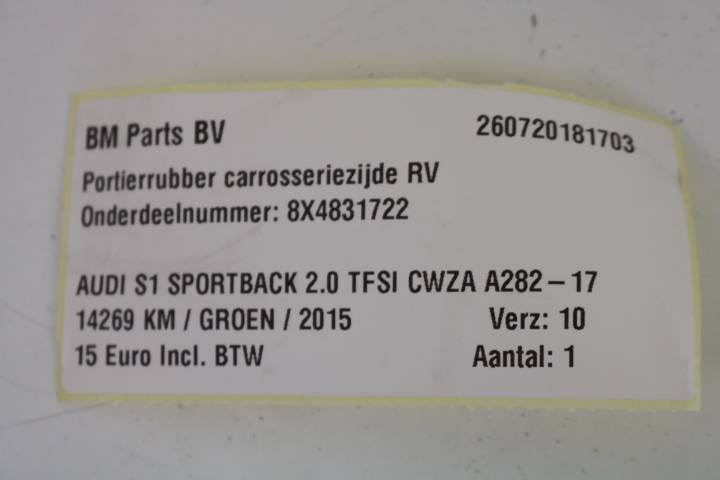 BM Parts BV 260720181703
Portierrubber carrosseriezijde RV
Onderdeelnummer: 8X4831722
AUDI S1 SPORTBACK 2.0 TFSI CWZA A282-17
14269 KM / GROEN / 2015 Verz: 10
15 Euro Incl. BTW Aantal: 1